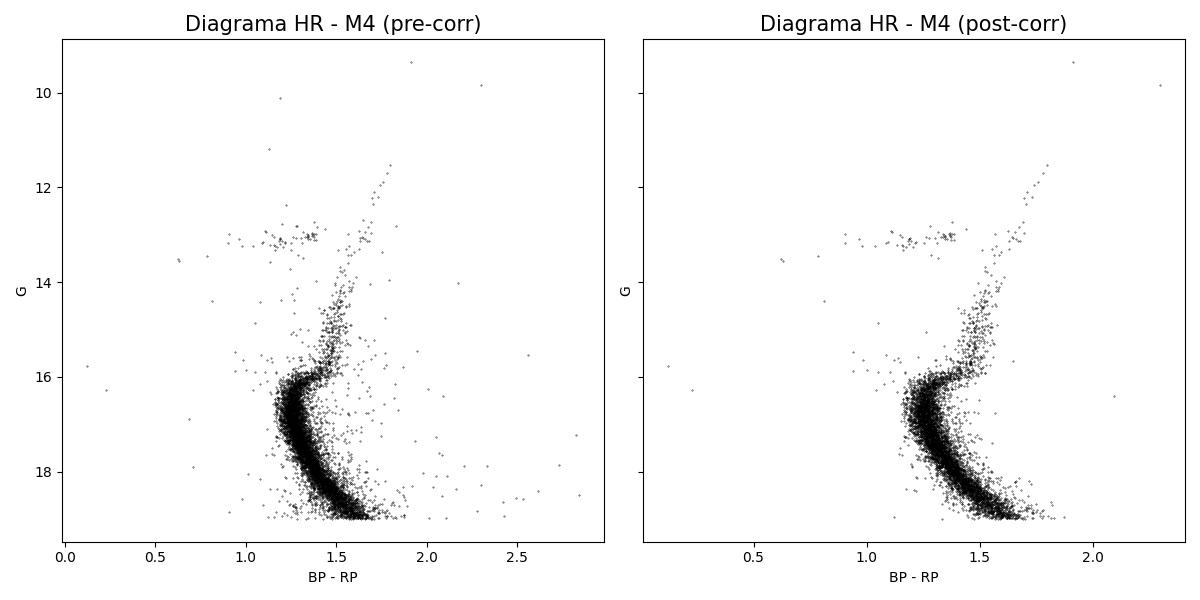 Diagrama HR - M4 (pre-corr)
Diagrama HR - M4 (post-corr)
G
10
12
14
16
18
0.0 0.5 1.0 1.5 2.0 2.5
BP - RP
G
0.5 1.0 1.5 2.0
BP - RP